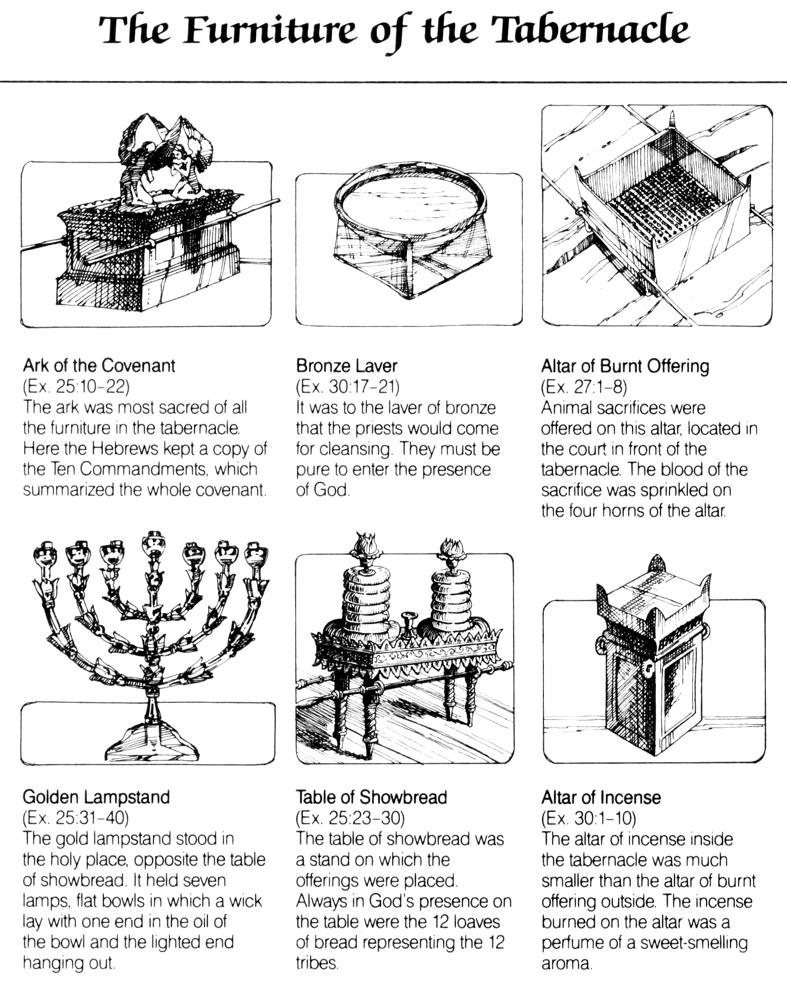 The Furniture of the Tabernacle
Ark of the Covenant
(Ex. 25:10–22)
The ark was most sacred of all
the furniture in the tabernacle.
Here the Hebrews kept a copy of
the Ten Commandments, which
summarized the whole covenant.
Bronze Laver
(Ex. 30:17–21)
It was to the laver of bronze
that the priests would come
for cleansing. They must be
pure to enter the presence
of God.
Altar of Burnt Offering
(Ex. 27:1–8)
Animal sacrifices were
offered on this altar, located in
the court in front of the
tabernacle. The blood of the
sacrifice was sprinkled on
the four horns of the altar.
Golden Lampstand
(Ex. 25:31–40)
The gold lampstand stood in
the holy place, opposite the table
of showbread. It held seven
lamps, flat bowls in which a wick
lay with one end in the oil of
the bowl and the lighted end
hanging out.
Table of Showbread
(Ex. 25:23–30)
The table of showbread was
a stand on which the
offerings were placed.
Always in God's presence on
the table were the 12 loaves
of bread representing the 12
tribes.
Altar of Incense
(Ex. 30:1–10)
The altar of incense inside
the tabernacle was much
smaller than the altar of burnt
offering outside. The incense
burned on the altar was a
perfume of a sweet-smelling
aroma.